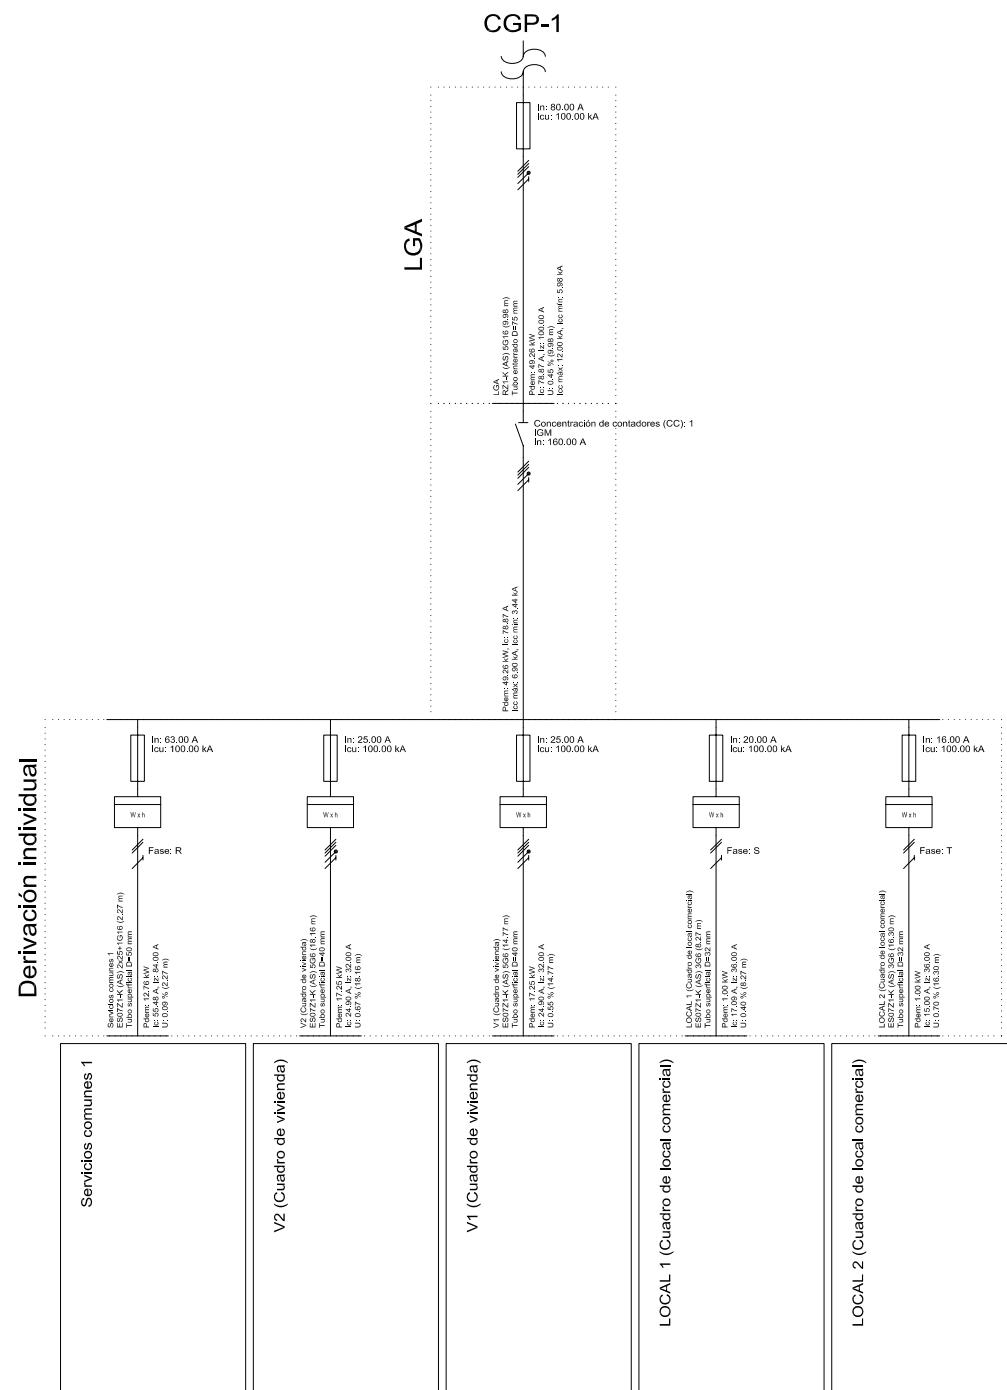 CGP-1
In: 80.00 A
Icu: 100.00 kA
LGA
LGA
RZ1-K (AS) 5G16 (9.98 m)
Tubo enterrado D=75 mm
Pdem: 49.26 kW
Ic: 78.87 A, Iz: 100.00 A
U: 0.45 % (9.98 m)
Icc máx: 12.00 kA, Icc mín: 5.98 kA
Concentración de contadores (CC): 1
IGM
In: 160.00 A
Pdem: 49.26 kW, Ic: 78.87 A
Icc máx: 6.90 kA, Icc mín: 3.44 kA
Derivación individual
In: 63.00 A
Icu: 100.00 kA
W x h
Fase: R
Servicios comunes 1
ES07Z1-K (AS) 2x25+1G16 (2.27 m)
Tubo superficial D=50 mm
Pdem: 12.76 kW
Ic: 55.48 A, Iz: 84.00 A
U: 0.09 % (2.27 m)
In: 25.00 A
Icu: 100.00 kA
W x h
V2 (Cuadro de vivienda)
ES07Z1-K (AS) 5G6 (18.16 m)
Tubo superficial D=40 mm
Pdem: 17.25 kW
Ic: 24.90 A, Iz: 32.00 A
U: 0.67 % (18.16 m)
In: 25.00 A
Icu: 100.00 kA
W x h
V1 (Cuadro de vivienda)
ES07Z1-K (AS) 5G6 (14.77 m)
Tubo superficial D=40 mm
Pdem: 17.25 kW
Ic: 24.90 A, Iz: 32.00 A
U: 0.55 % (14.77 m)
In: 20.00 A
Icu: 100.00 kA
W x h
Fase: S
LOCAL 1 (Cuadro de local comercial)
ES07Z1-K (AS) 3G6 (8.27 m)
Tubo superficial D=32 mm
Pdem: 1.00 kW
Ic: 17.09 A, Iz: 36.00 A
U: 0.40 % (8.27 m)
In: 16.00 A
Icu: 100.00 kA
W x h
Fase: T
LOCAL 2 (Cuadro de local comercial)
ES07Z1-K (AS) 3G6 (16.30 m)
Tubo superficial D=32 mm
Pdem: 1.00 kW
Ic: 15.00 A, Iz: 36.00 A
U: 0.70 % (16.30 m)
Servicios comunes 1
V2 (Cuadro de vivienda)
V1 (Cuadro de vivienda)
LOCAL 1 (Cuadro de local comercial)
LOCAL 2 (Cuadro de local comercial)